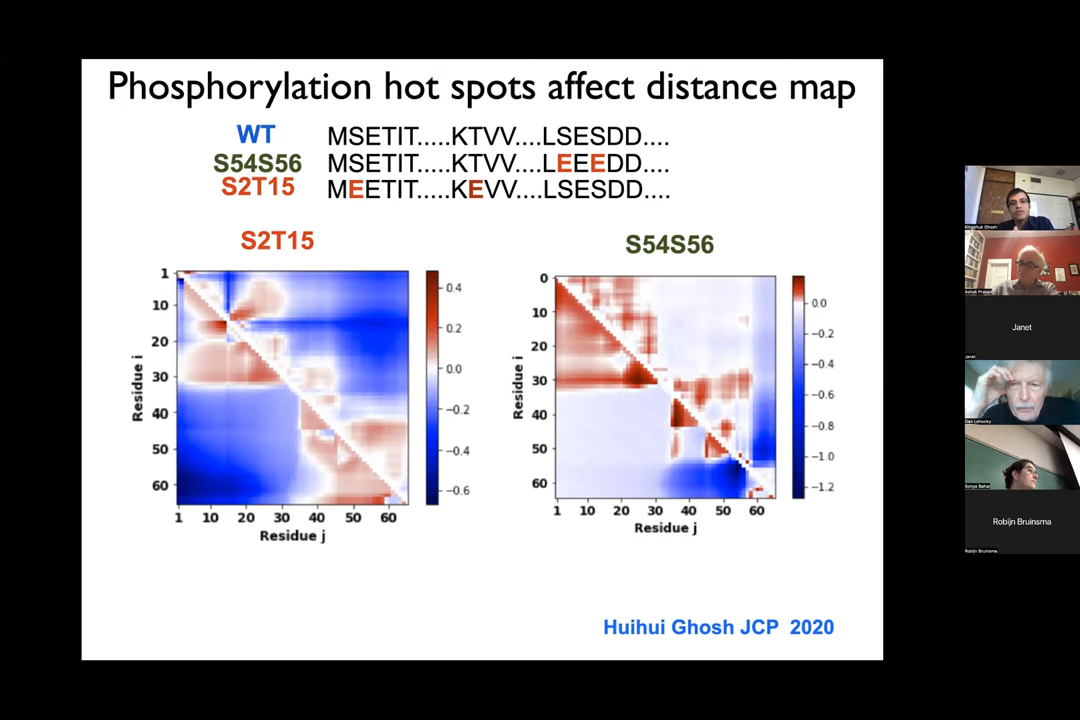 Phosphorylation hot spots affect distance map
WT MSETIT.....KTVV....LSESDD....
S54S56 MSETIT.....KTVV....LEEEDD....
S2T15 MEETIT.....KEVV....LSESDD....
S2T15
1
10
20
30
40
50
60
Residue i
1 10 20 30 40 50 60
Residue j
0.4
0.2
0.0
−0.2
−0.4
−0.6
S54S56
0
10
20
30
40
50
60
Residue i
1 10 20 30 40 50 60
Residue j
0.0
−0.2
−0.4
−0.6
−0.8
−1.0
−1.2
Huihui Ghosh JCP 2020
Kingshuk Ghosh
Ashok Prasad
Janet
Janet
Dan Lehocky
Sonya Bahar
Robijn Bruinsma
Robijn Bruinsma